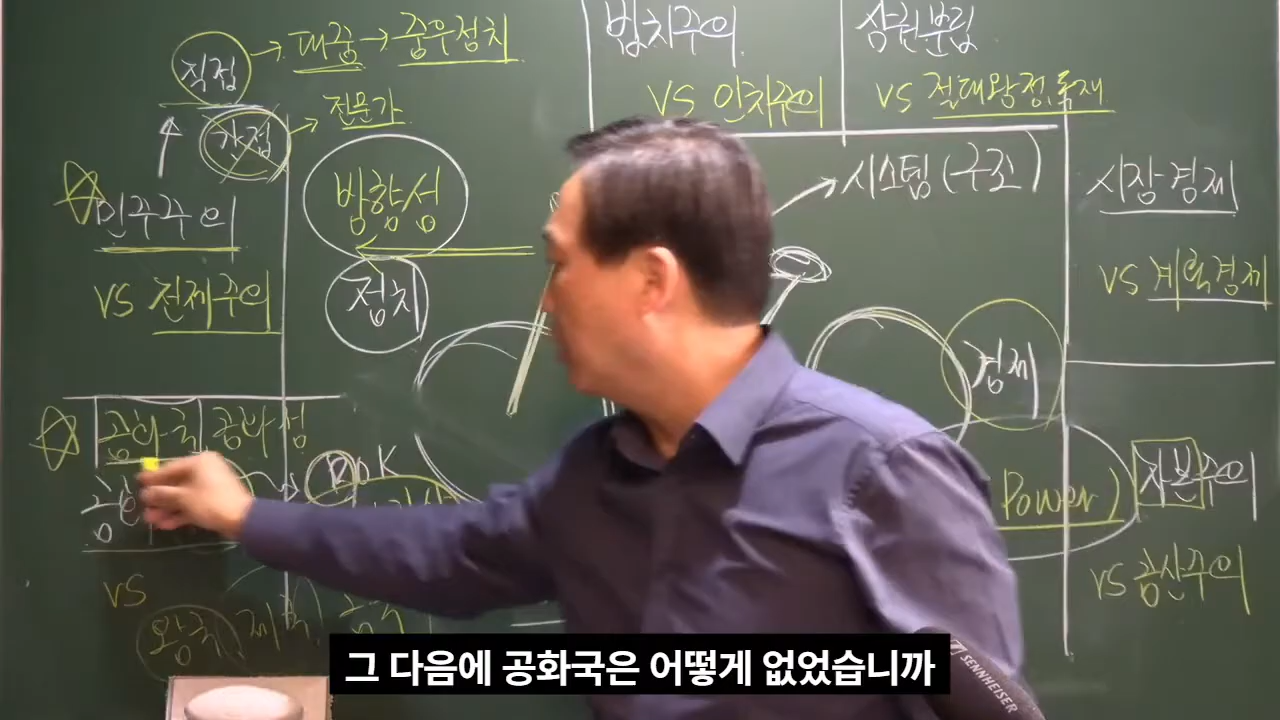 직접 → 대중 → 중우정치
간접 → 전문가
민주주의
vs 전제주의
법치주의
vs 인치주의
삼권분립
vs 절대왕정, 독재
방향성
정치
시스템(구조)
경제
시장경제
vs 계획경제
공화국, 공화정
RoK
Power)
자본주의
vs 공산주의
vs
왕국, 제국,
그 다음에 공화국은 어떻게 없었습니까
SENNHEISER